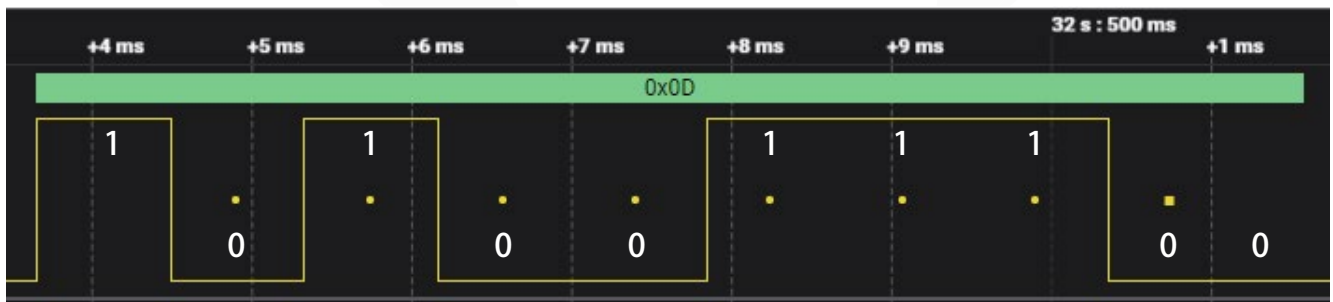 32 s : 500 ms
+4 ms +5 ms +6 ms +7 ms +8 ms +9 ms +1 ms
0x0D
1 1 1 1 1
0 0 0 0 0